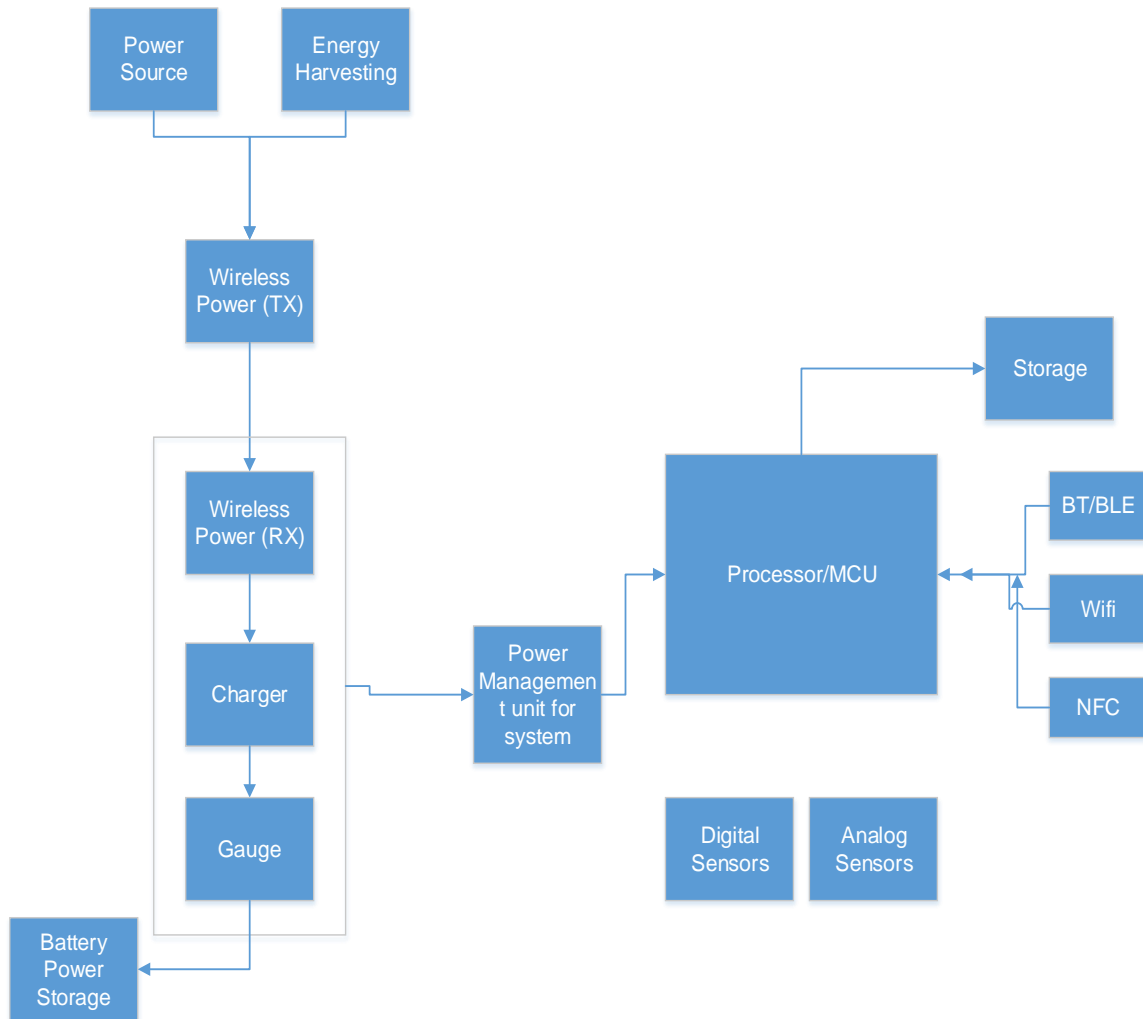 Power
Source
Energy
Harvesting
Wireless
Power (TX)
Storage
Wireless
Power (RX)
BT/BLE
Processor/MCU
Wifi
Power
Managemen
t unit for
system
Charger
NFC
Gauge
Digital
Sensors
Analog
Sensors
Battery
Power
Storage